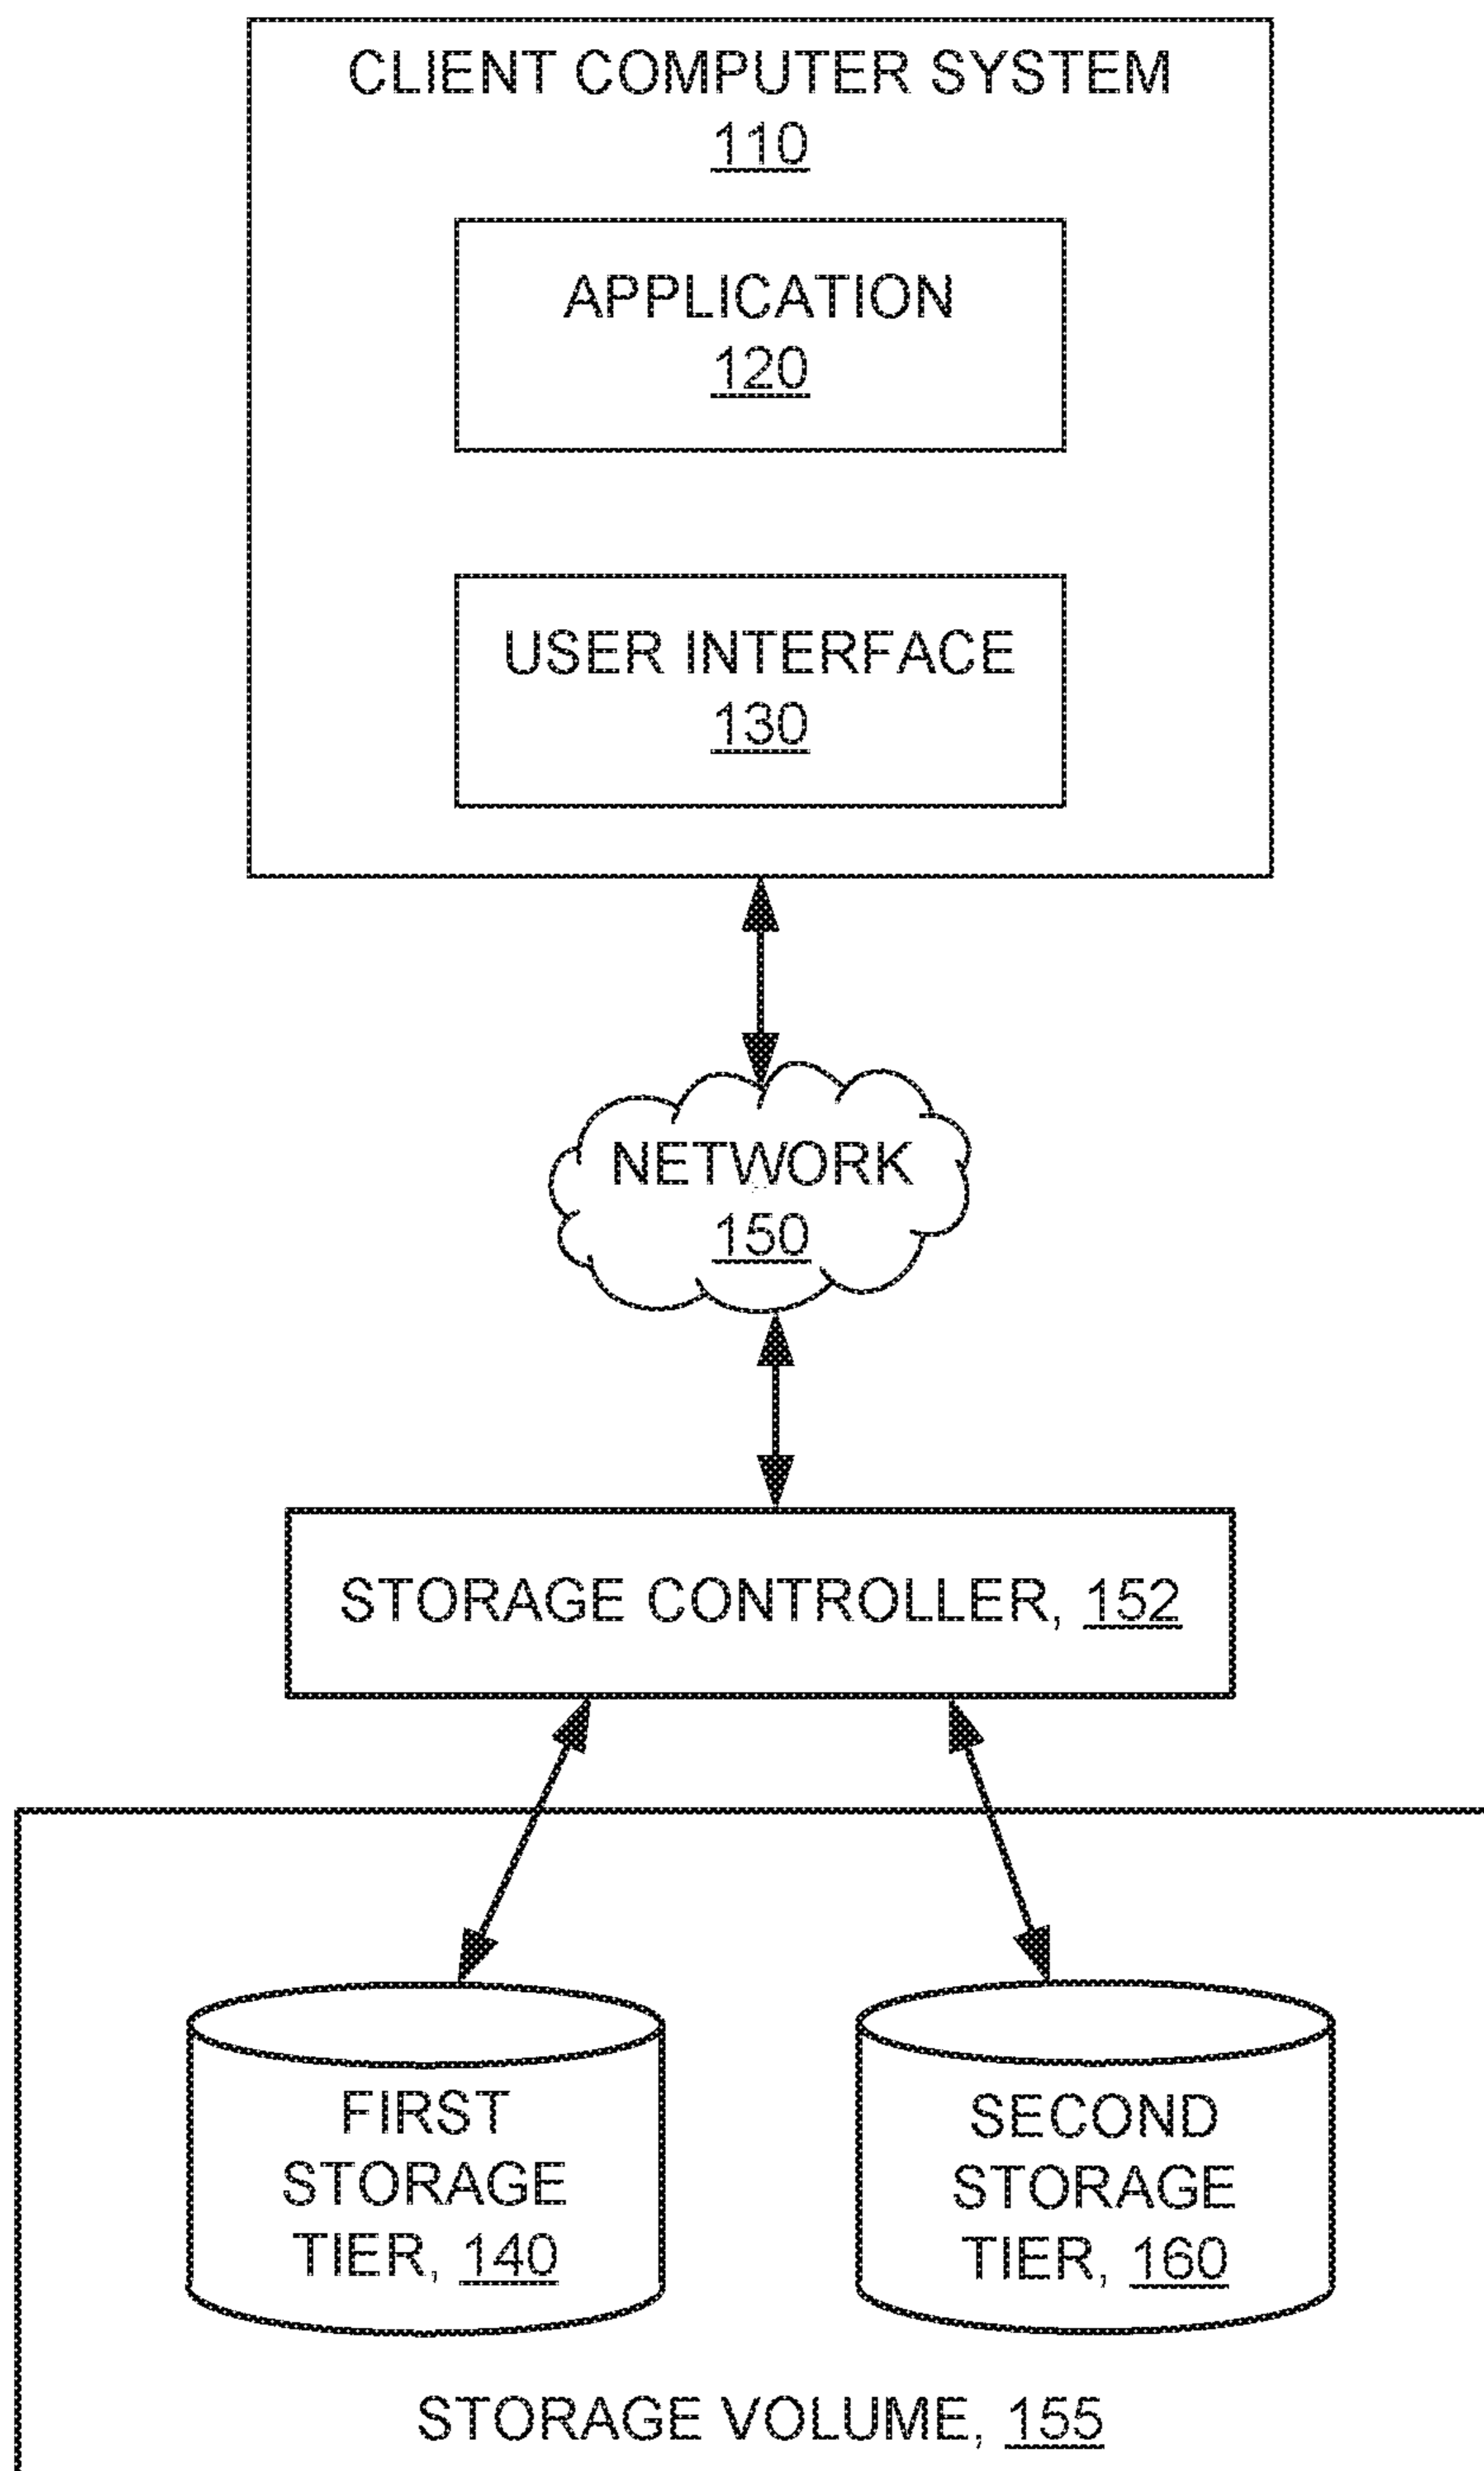 CLIENT COMPUTER SYSTEM
110
APPLICATION
120
USER INTERFACE
130
NETWORK
150
STORAGE CONTROLLER, 152
FIRST
STORAGE
TIER, 140
SECOND
STORAGE
TIER, 160
STORAGE VOLUME, 155